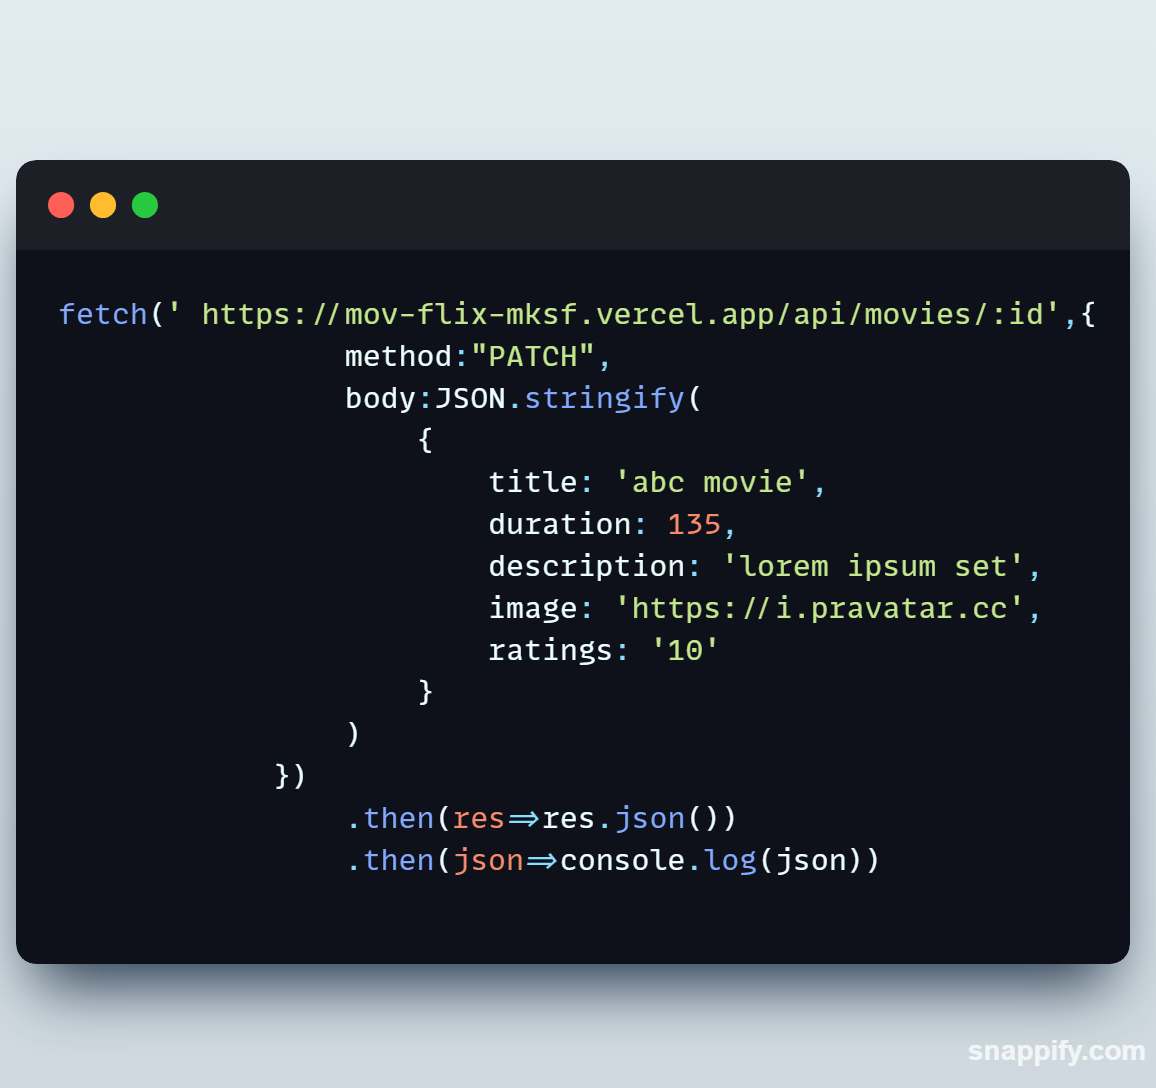 fetch(' https://mov-flix-mksf.vercel.app/api/movies/:id',{
method:"PATCH",
body:JSON.stringify(
{
title: 'abc movie',
duration: 135,
description: 'lorem ipsum set',
image: 'https://i.pravatar.cc',
ratings: '10'
}
)
})
.then(res=>res.json())
.then(json=>console.log(json))
snappify.com